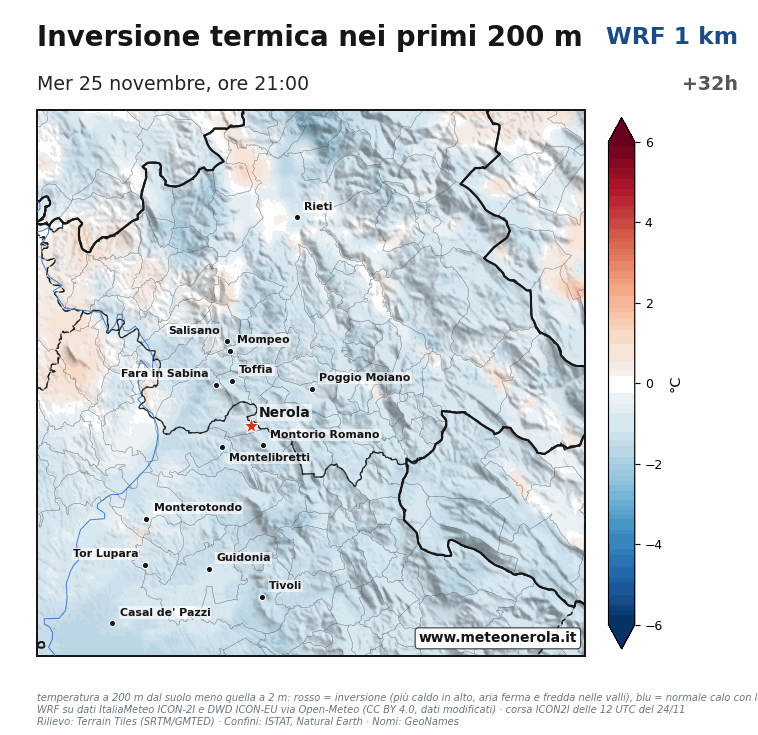 Inversione termica nei primi 200 m
WRF 1 km
Mer 25 novembre, ore 21:00
+32h
Rieti
Salisano
Mompeo
Fara in Sabina
Toffia
Poggio Moiano
Nerola
Montorio Romano
Montelibretti
Monterotondo
Tor Lupara
Guidonia
Tivoli
Casal de' Pazzi
www.meteonerola.it
6
4
2
0
−2
−4
−6
°C
temperatura a 200 m dal suolo meno quella a 2 m: rosso = inversione (più caldo in alto, aria ferma e fredda nelle valli), blu = normale calo con l
WRF su dati ItaliaMeteo ICON-2I e DWD ICON-EU via Open-Meteo (CC BY 4.0, dati modificati) · corsa ICON2I delle 12 UTC del 24/11
Rilievo: Terrain Tiles (SRTM/GMTED) · Confini: ISTAT, Natural Earth · Nomi: GeoNames